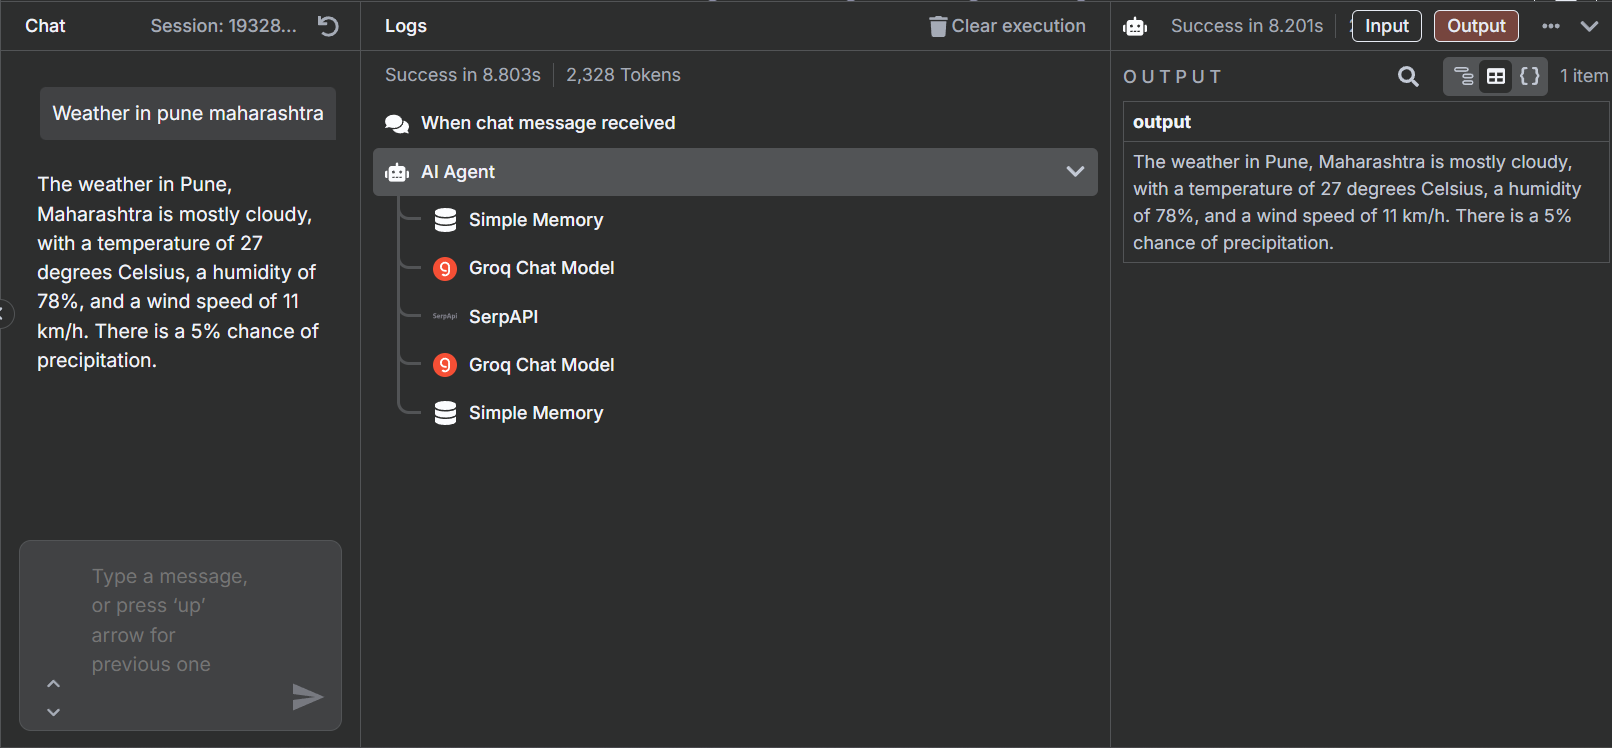 Chat
Session: 19328...
Weather in pune maharashtra
The weather in Pune,
Maharashtra is mostly cloudy,
with a temperature of 27
degrees Celsius, a humidity of
78%, and a wind speed of 11
km/h. There is a 5% chance of
precipitation.
Type a message,
or press ‘up’
arrow for
previous one
Logs
Clear execution
Success in 8.803s
2,328 Tokens
When chat message received
AI Agent
Simple Memory
Groq Chat Model
SerpApi SerpAPI
Groq Chat Model
Simple Memory
Success in 8.201s
Input
Output
OUTPUT
1 item
output
The weather in Pune, Maharashtra is mostly cloudy,
with a temperature of 27 degrees Celsius, a humidity
of 78%, and a wind speed of 11 km/h. There is a 5%
chance of precipitation.